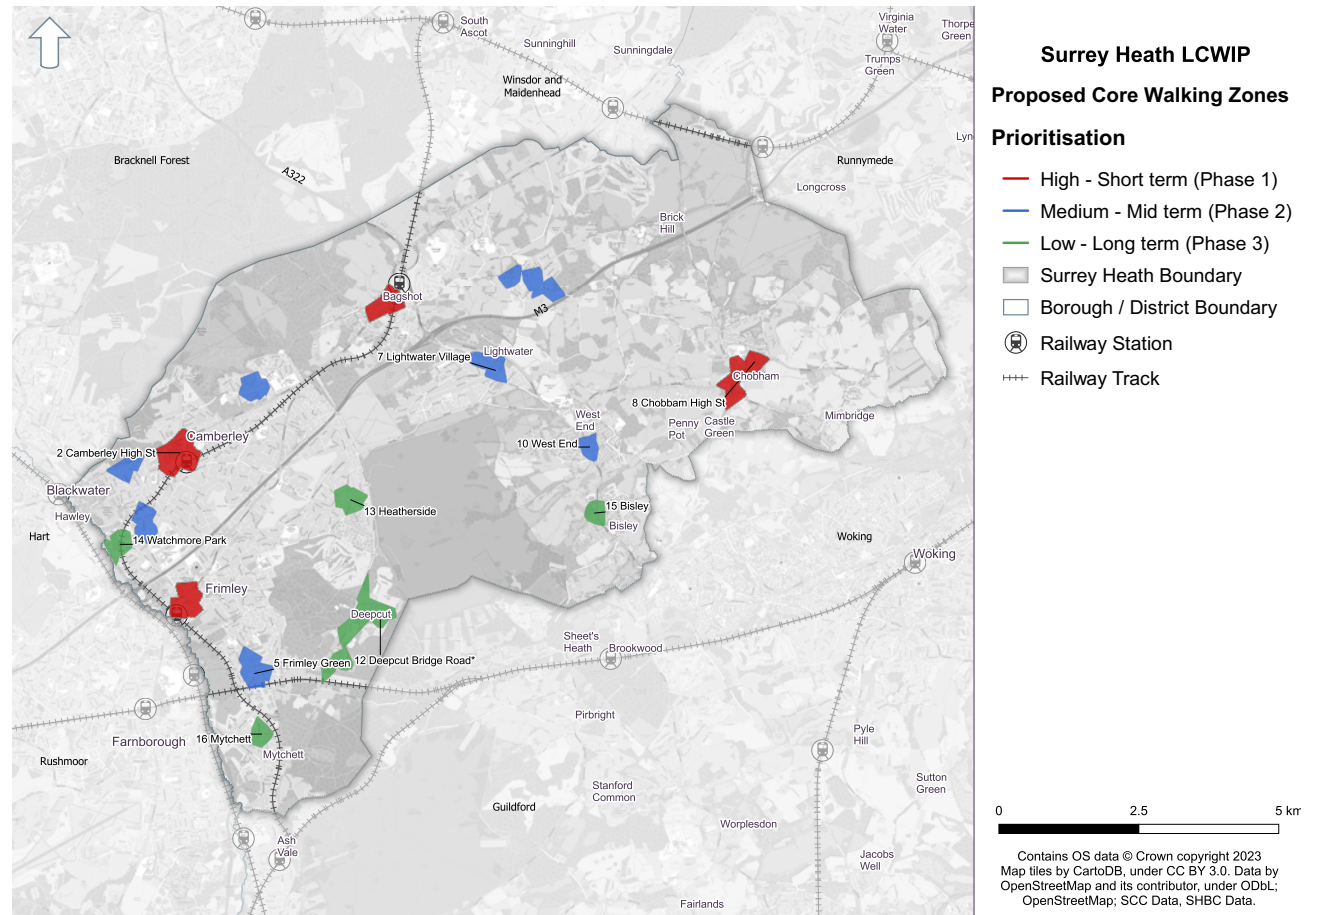 South
Ascot
Virginia
Water
Thorpe
Green
Sunninghill
Sunningdale
Trumps
Green
Winsdor and
Maidenhead
Lyn
Bracknell Forest
A322
Runnymede
Longcross
Brick
Hill
Bagshot
M3
7 Lightwater Village
Lightwater
Chobham
8 Chobbam High St
West
End
Penny
Pot
Castle
Green
Mimbridge
Camberley
2 Camberley High St
10 West End
Blackwater
Hawley
13 Heatherside
15 Bisley
Bisley
Hart
14 Watchmore Park
Woking
Woking
Frimley
Deepcut
Sheet's
Heath
Brookwood
5 Frimley Green
12 Deepcut Bridge Road*
Pirbright
Farnborough
16 Mytchett
Mytchett
Pyle
Hill
Rushmoor
Stanford
Common
Sutton
Green
Guildford
Worplesdon
Ash
Vale
Jacobs
Well
Fairlands
Surrey Heath LCWIP
Proposed Core Walking Zones
Prioritisation
High - Short term (Phase 1)
Medium - Mid term (Phase 2)
Low - Long term (Phase 3)
Surrey Heath Boundary
Borough / District Boundary
Railway Station
Railway Track
0 2.5 5 km
Contains OS data © Crown copyright 2023
Map tiles by CartoDB, under CC BY 3.0. Data by
OpenStreetMap and its contributor, under ODbL;
OpenStreetMap; SCC Data, SHBC Data.